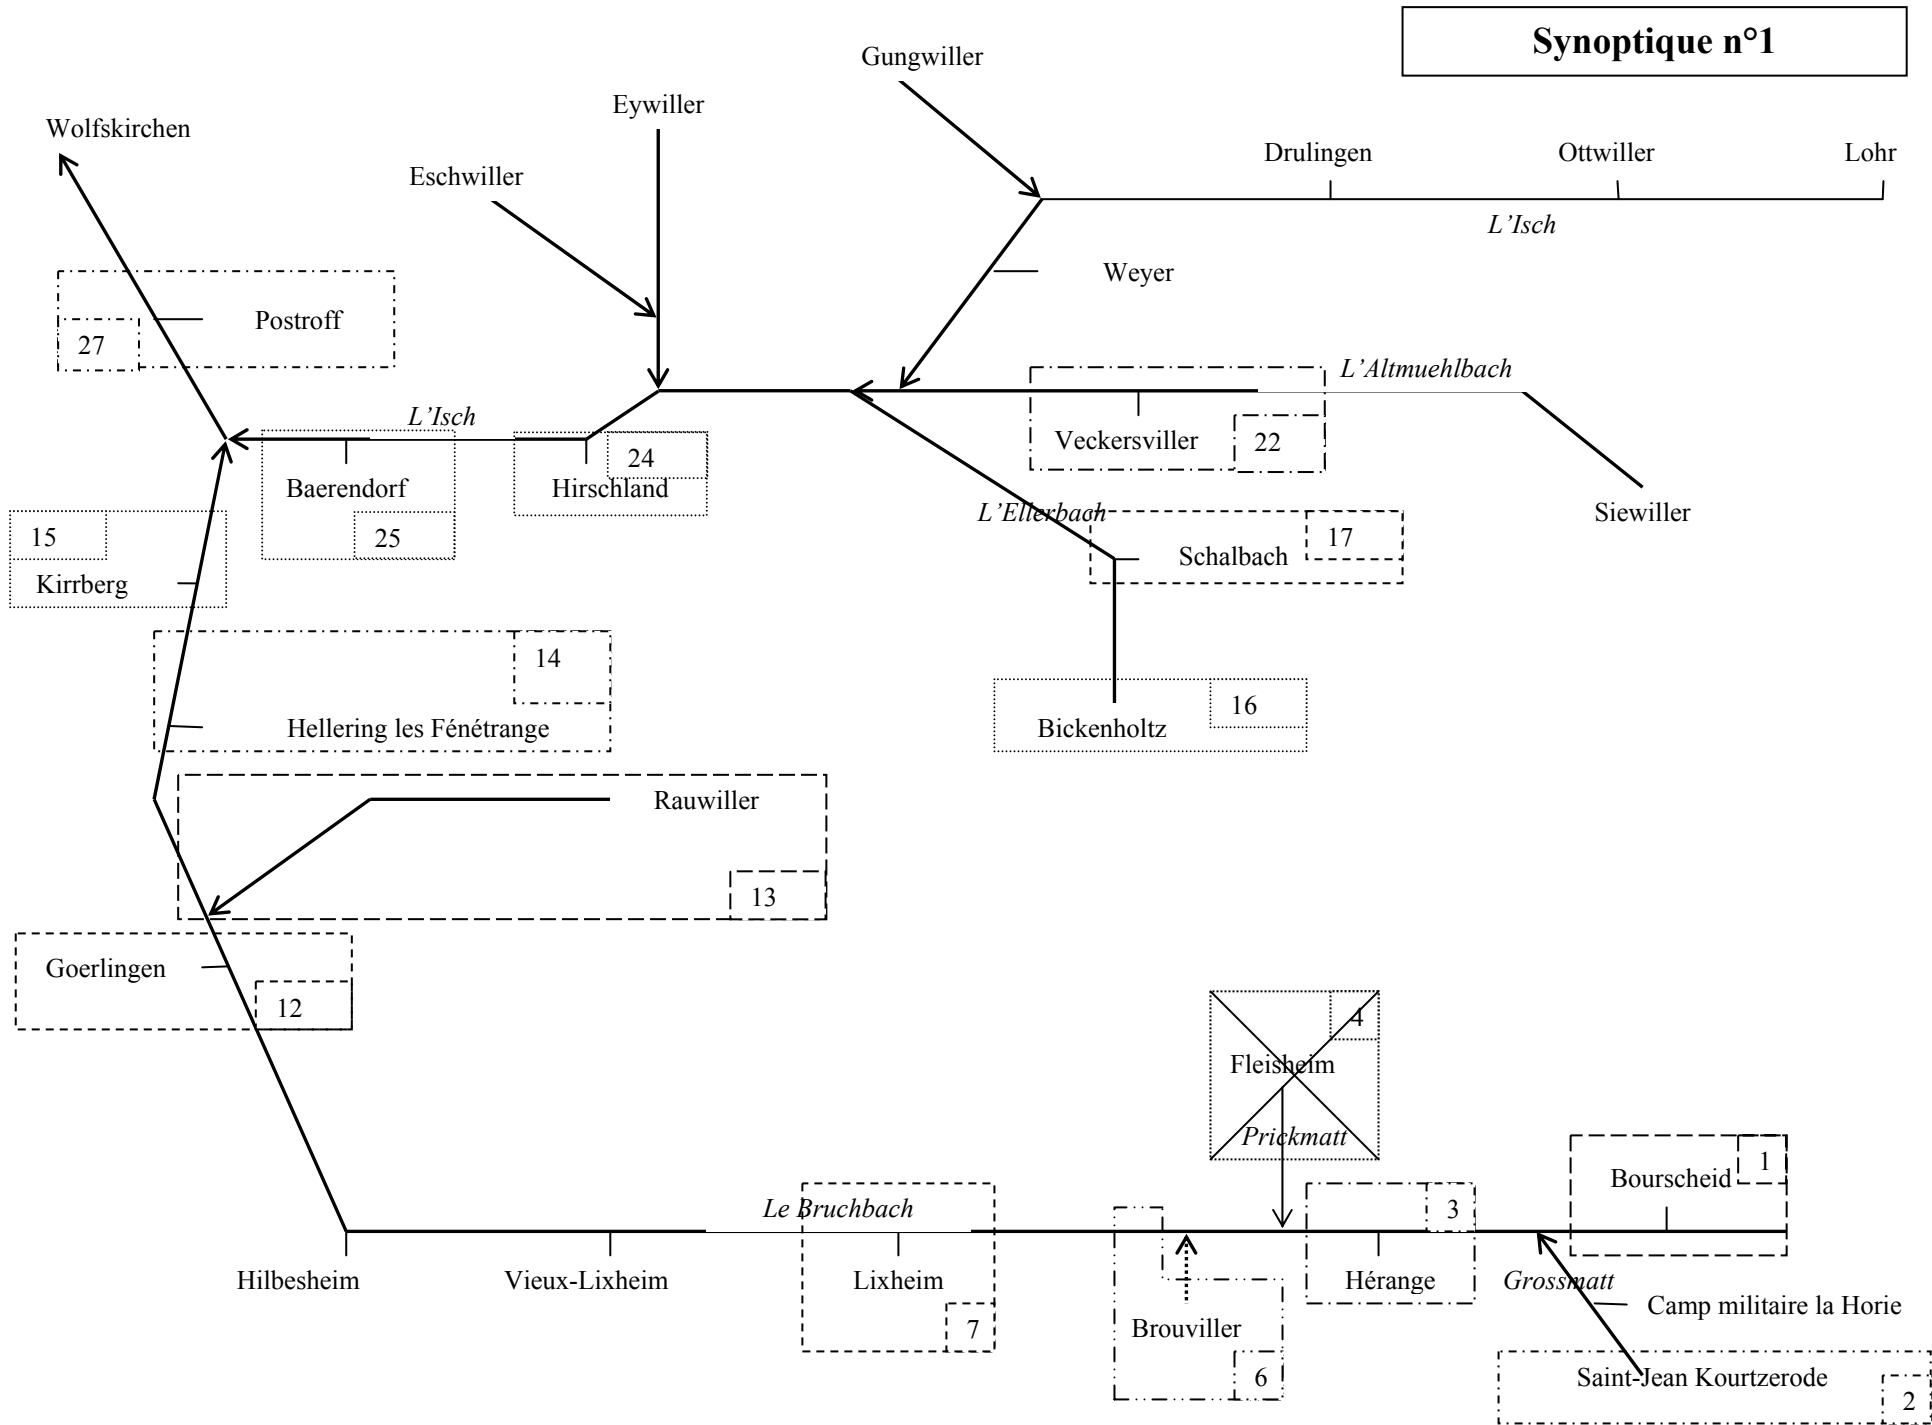 Synoptique n°1
Gungwiller
Eywiller
Wolfskirchen
Drulingen
Ottwiller
Lohr
Eschwiller
L'Isch
Weyer
Postroff
27
L'Altmuehlbach
L'Isch
Veckersviller
22
24
Baerendorf
Hirschland
L'Ellerbach
Siewiller
15
25
17
Schalbach
Kirrberg
14
16
Hellering les Fénétrange
Bickenholtz
Rauwiller
13
Goerlingen
12
4
Fleisheim
Prickmatt
1
Bourscheid
Le Bruchbach
3
Hilbesheim
Vieux-Lixheim
Lixheim
Hérange
Grossmatt
Camp militaire la Horie
7
Brouviller
6
Saint-Jean Kourtzerode
2